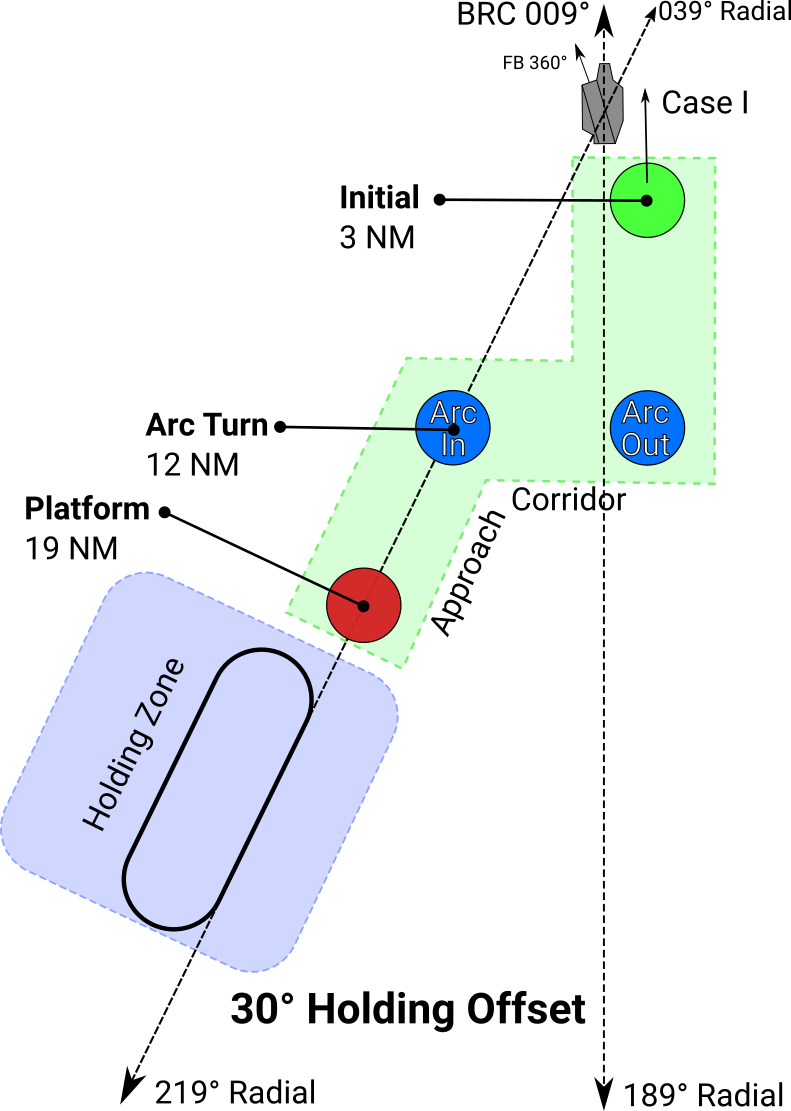 BRC 009°
039° Radial
FB 360°
Case I
Initial
3 NM
Arc
In
Arc
Out
Arc Turn
12 NM
Corridor
Platform
19 NM
Approach
Holding Zone
30° Holding Offset
219° Radial
189° Radial